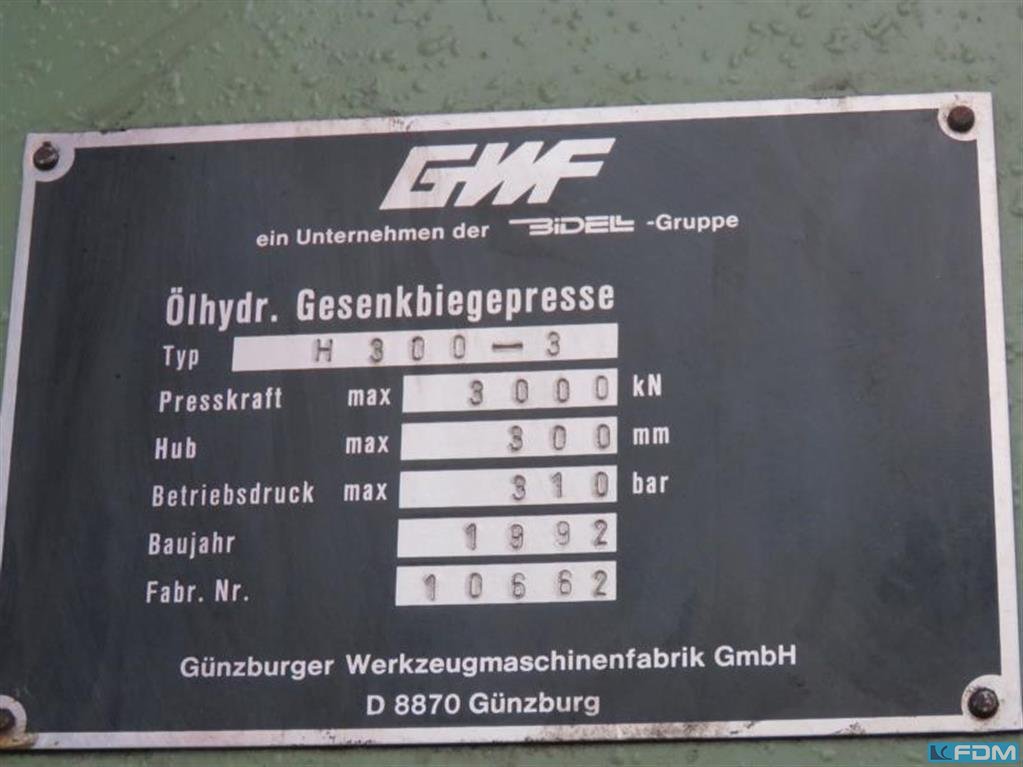 GWF
ein Unternehmen der BIDELL -Gruppe
Ölhydr. Gesenkbiegepresse
Typ H 300-3
Presskraft max 3000 kN
Hub max 300 mm
Betriebsdruck max 310 bar
Baujahr 1992
Fabr. Nr. 10662
Günzburger Werkzeugmaschinenfabrik GmbH
D 8870 Günzburg
KFDM